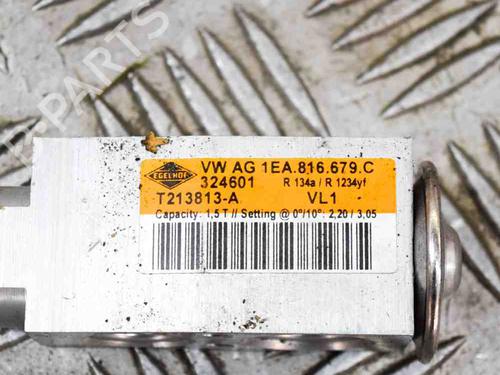 EGELHOF
VW AG 1EA.816.679.C
324601 R 134a / R 1234yf
T213813-A VL1
Capacity: 1,5 T // Setting @ 0°/10°: 2,20 / 3,05
B-PARTS